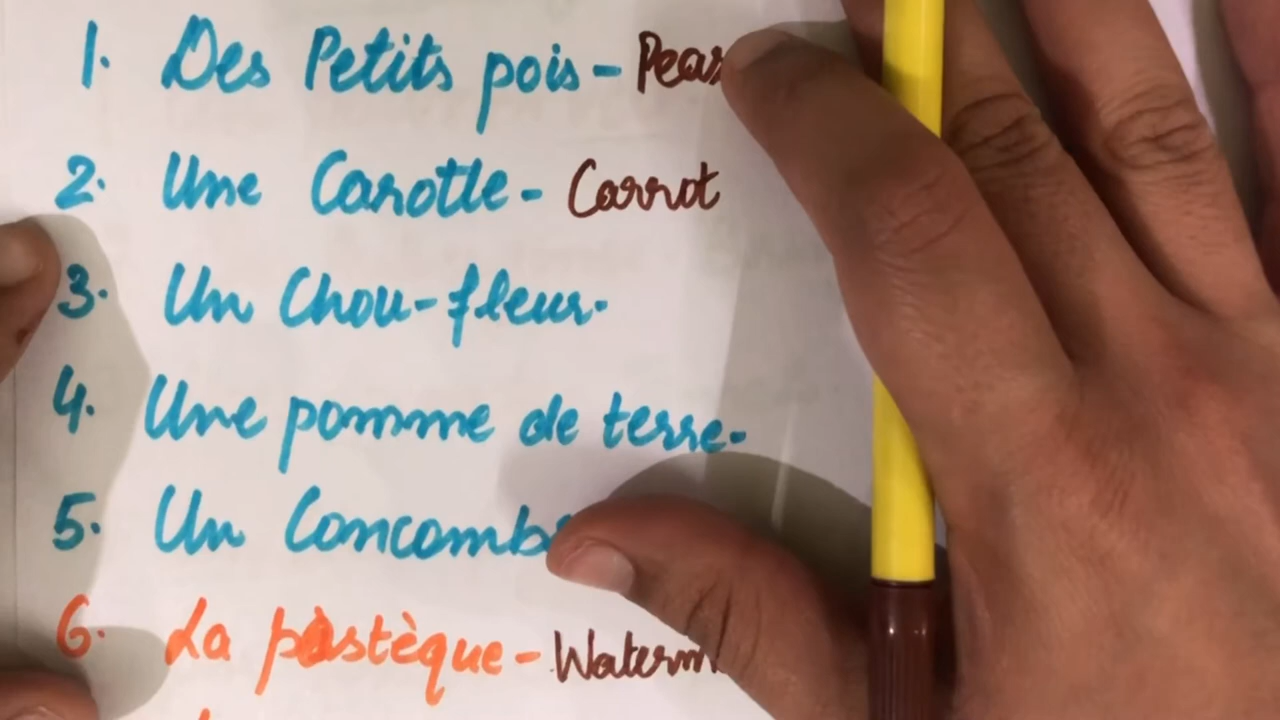 1. Des Petits pois - Peas
2. Une Carotte - Carrot
3. Un Chou-fleur.
4. Une pomme de terre-
5. Un
6. La pastèque -